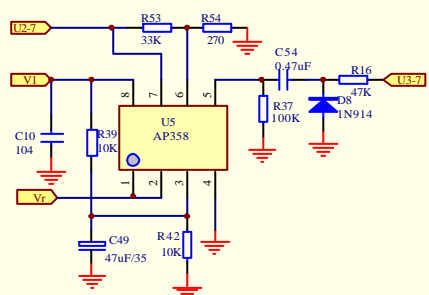 R53 R54
U2-7
33K 270
C54
0.47uF
R16
V1 U3-7
8 7 6 5
47K
D8
1N914
R37
100K
U5
AP358
C10
104
R39
10K
1 2 3 4
Vr
C49
47uF/35
R42
10K